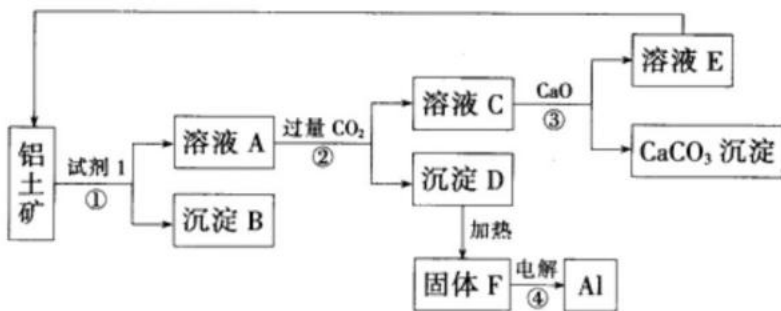 溶液 E
溶液 C
CaO
③
CaCO₃ 沉淀
铝土矿
试剂 1
①
溶液 A
过量 CO₂
②
沉淀 B
沉淀 D
加热
固体 F
电解
④
Al